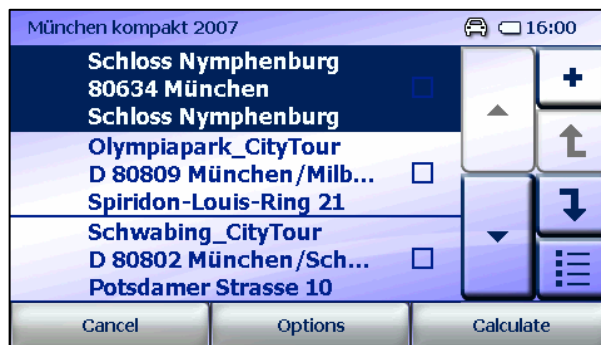 München kompakt 2007
16:00
Schloss Nymphenburg
80634 München
Schloss Nymphenburg
Olympiapark_CityTour
D 80809 München/Milb...
Spiridon-Louis-Ring 21
Schwabing_CityTour
D 80802 München/Sch...
Potsdamer Strasse 10
Cancel
Options
Calculate